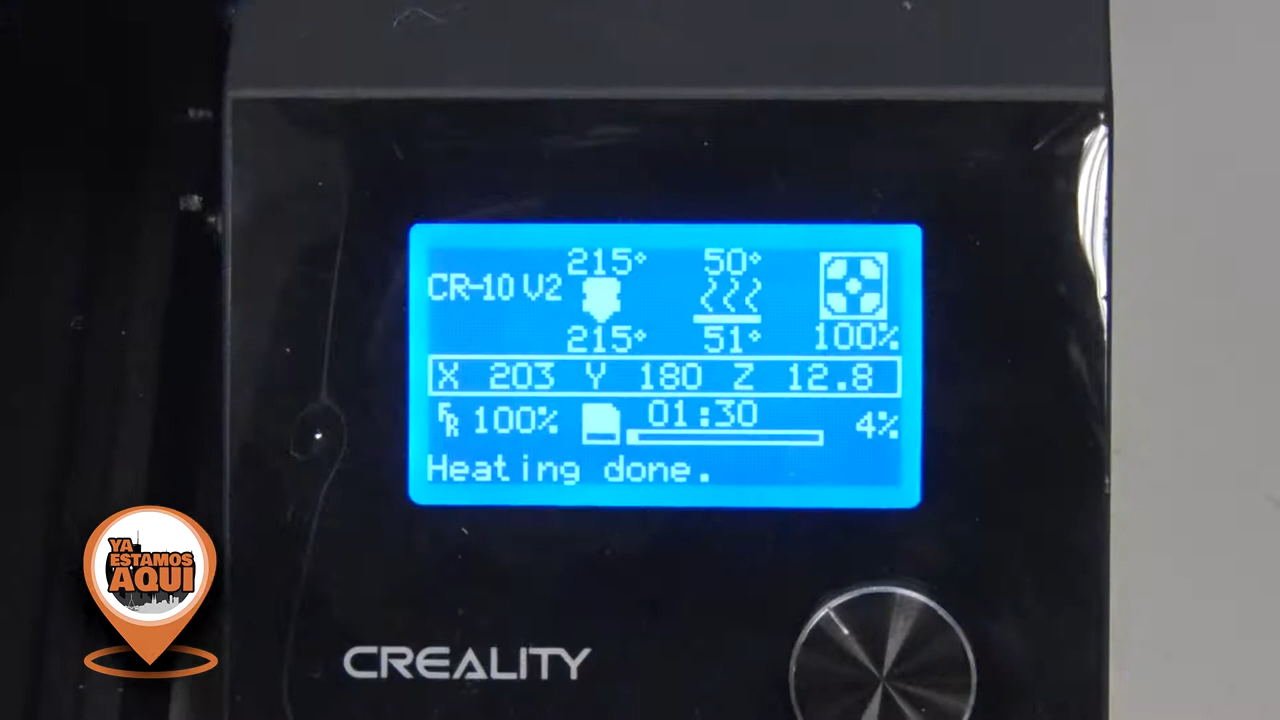 215° 50°
CR-10 V2
215° 51° 100%
X 203 Y 180 Z 12.8
FR 100% 01:30 4%
Heating done.
YA
ESTAMOS
AQUI
CREALITY